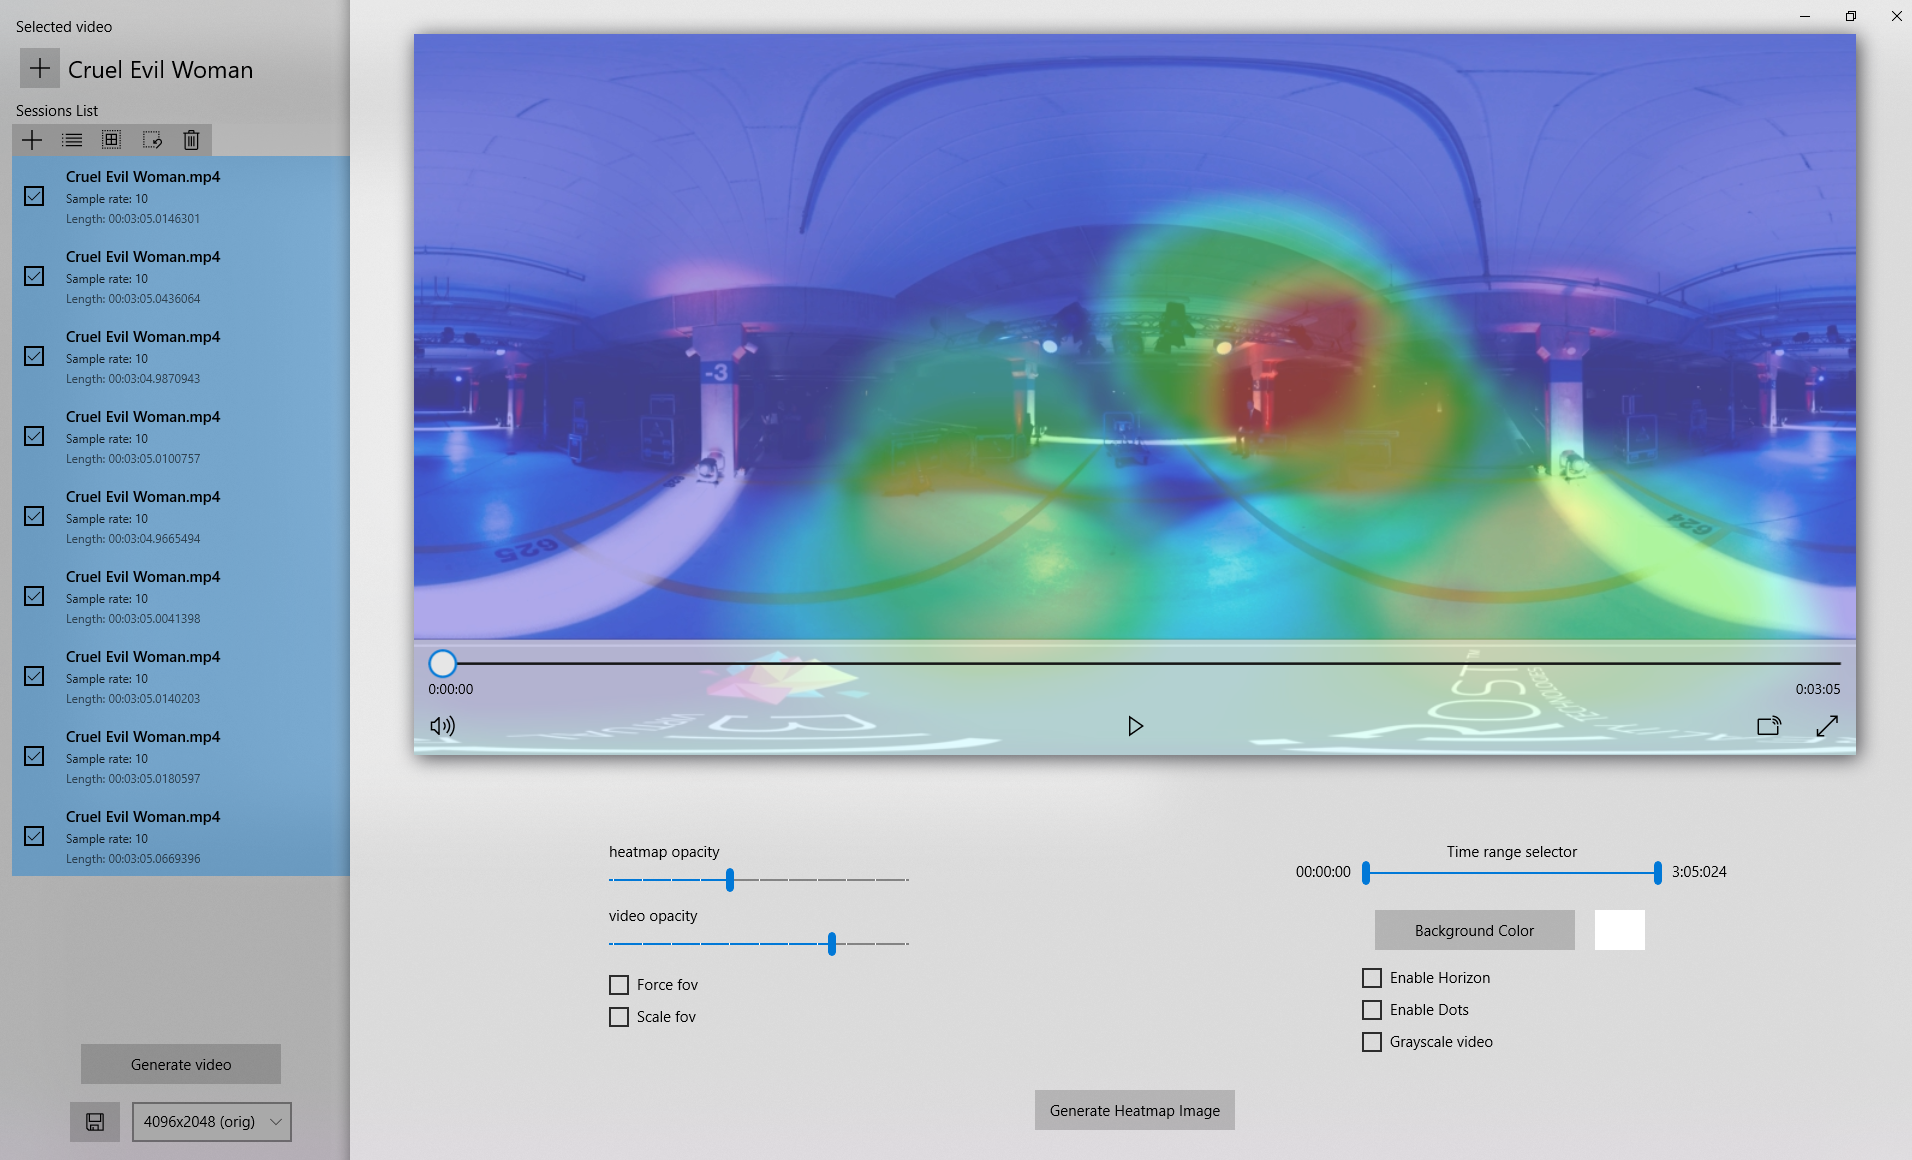 Selected video
Cruel Evil Woman
Sessions List
Cruel Evil Woman.mp4
Sample rate: 10
Length: 00:03:05.0146301
Cruel Evil Woman.mp4
Sample rate: 10
Length: 00:03:05.0436064
Cruel Evil Woman.mp4
Sample rate: 10
Length: 00:03:04.9870943
Cruel Evil Woman.mp4
Sample rate: 10
Length: 00:03:05.0100757
Cruel Evil Woman.mp4
Sample rate: 10
Length: 00:03:04.9665494
Cruel Evil Woman.mp4
Sample rate: 10
Length: 00:03:05.0041398
Cruel Evil Woman.mp4
Sample rate: 10
Length: 00:03:05.0140203
Cruel Evil Woman.mp4
Sample rate: 10
Length: 00:03:05.0180597
Cruel Evil Woman.mp4
Sample rate: 10
Length: 00:03:05.0669396
Generate video
4096x2048 (orig)
-3
625
624
0:00:00
0:03:05
heatmap opacity
video opacity
Force fov
Scale fov
Time range selector
00:00:00
3:05:024
Background Color
Enable Horizon
Enable Dots
Grayscale video
Generate Heatmap Image